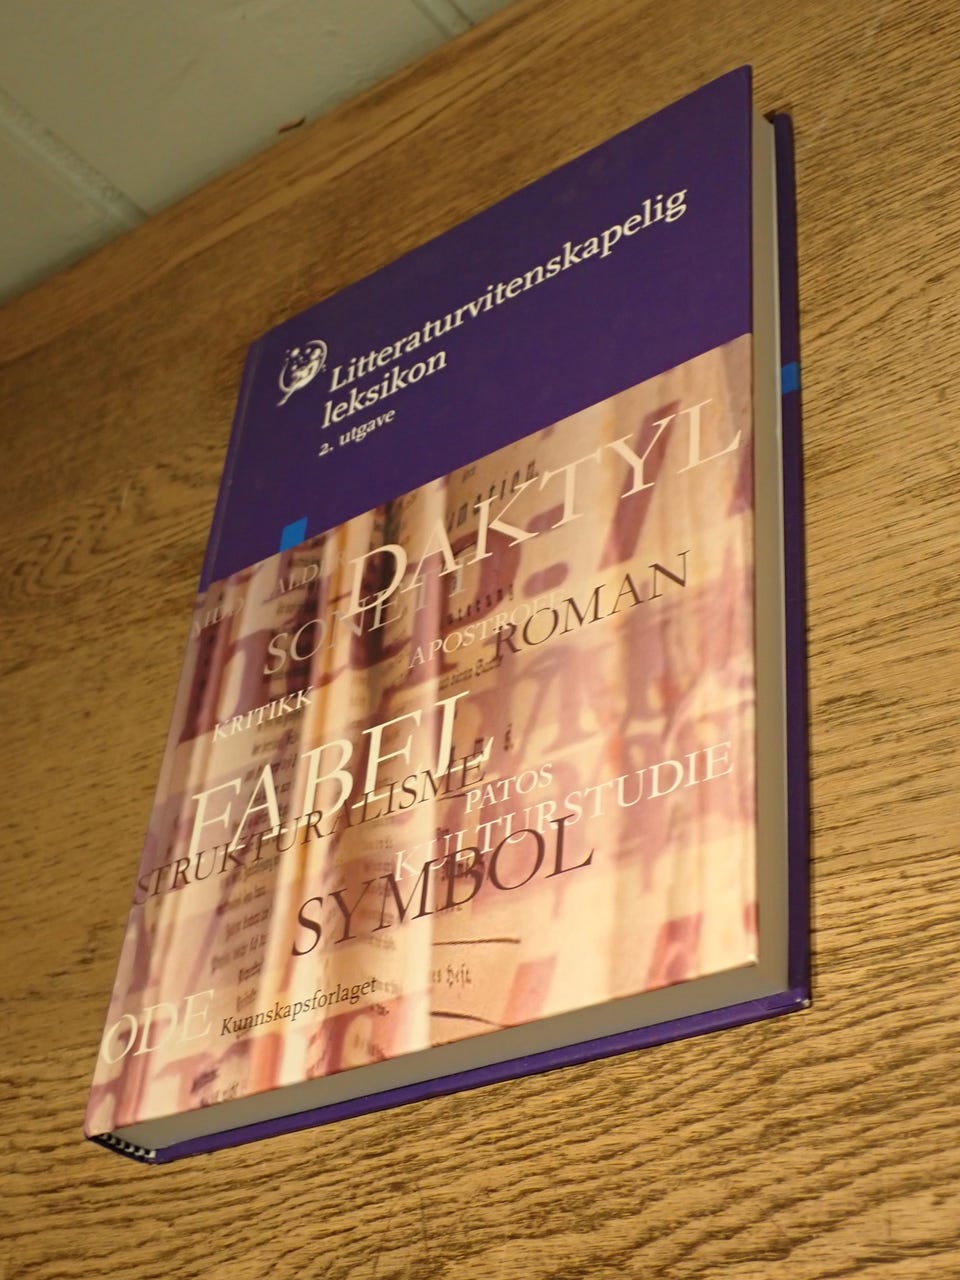 Litteraturvitenskapelig
leksikon
2. utgave
DAKTYL
SONETT
APOSTROFE
ROMAN
KRITIKK
FABEL
STRUKTURALISME
PATOS
KULTURSTUDIE
SYMBOL
ODE
Kunnskapsforlaget